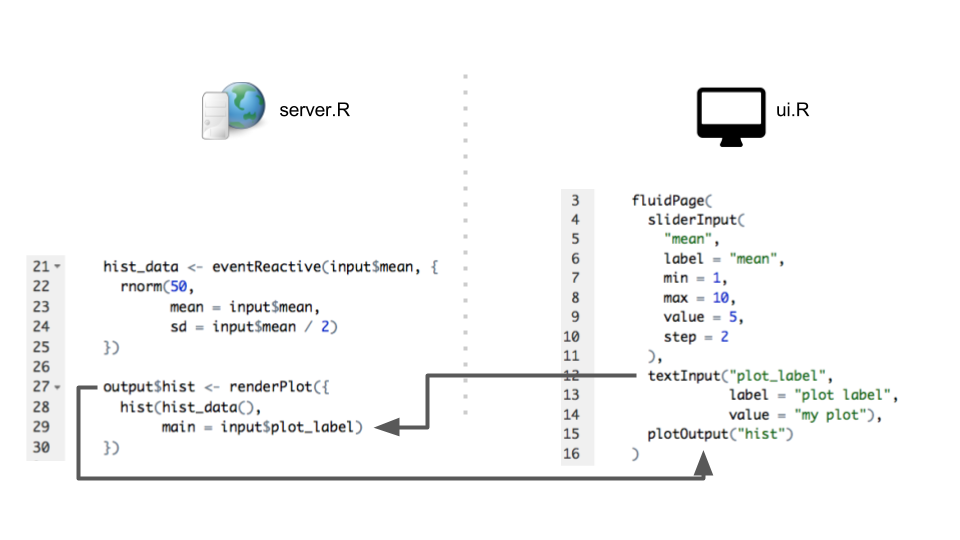 server.R
ui.R
21 hist_data <- eventReactive(input$mean, {
22 rnorm(50,
23 mean = input$mean,
24 sd = input$mean / 2)
25 })
26
27 output$hist <- renderPlot({
28 hist(hist_data(),
29 main = input$plot_label)
30 })
3 fluidPage(
4 sliderInput(
5 "mean",
6 label = "mean",
7 min = 1,
8 max = 10,
9 value = 5,
10 step = 2
11 ),
12 textInput("plot_label",
13 label = "plot label",
14 value = "my plot"),
15 plotOutput("hist")
16 )